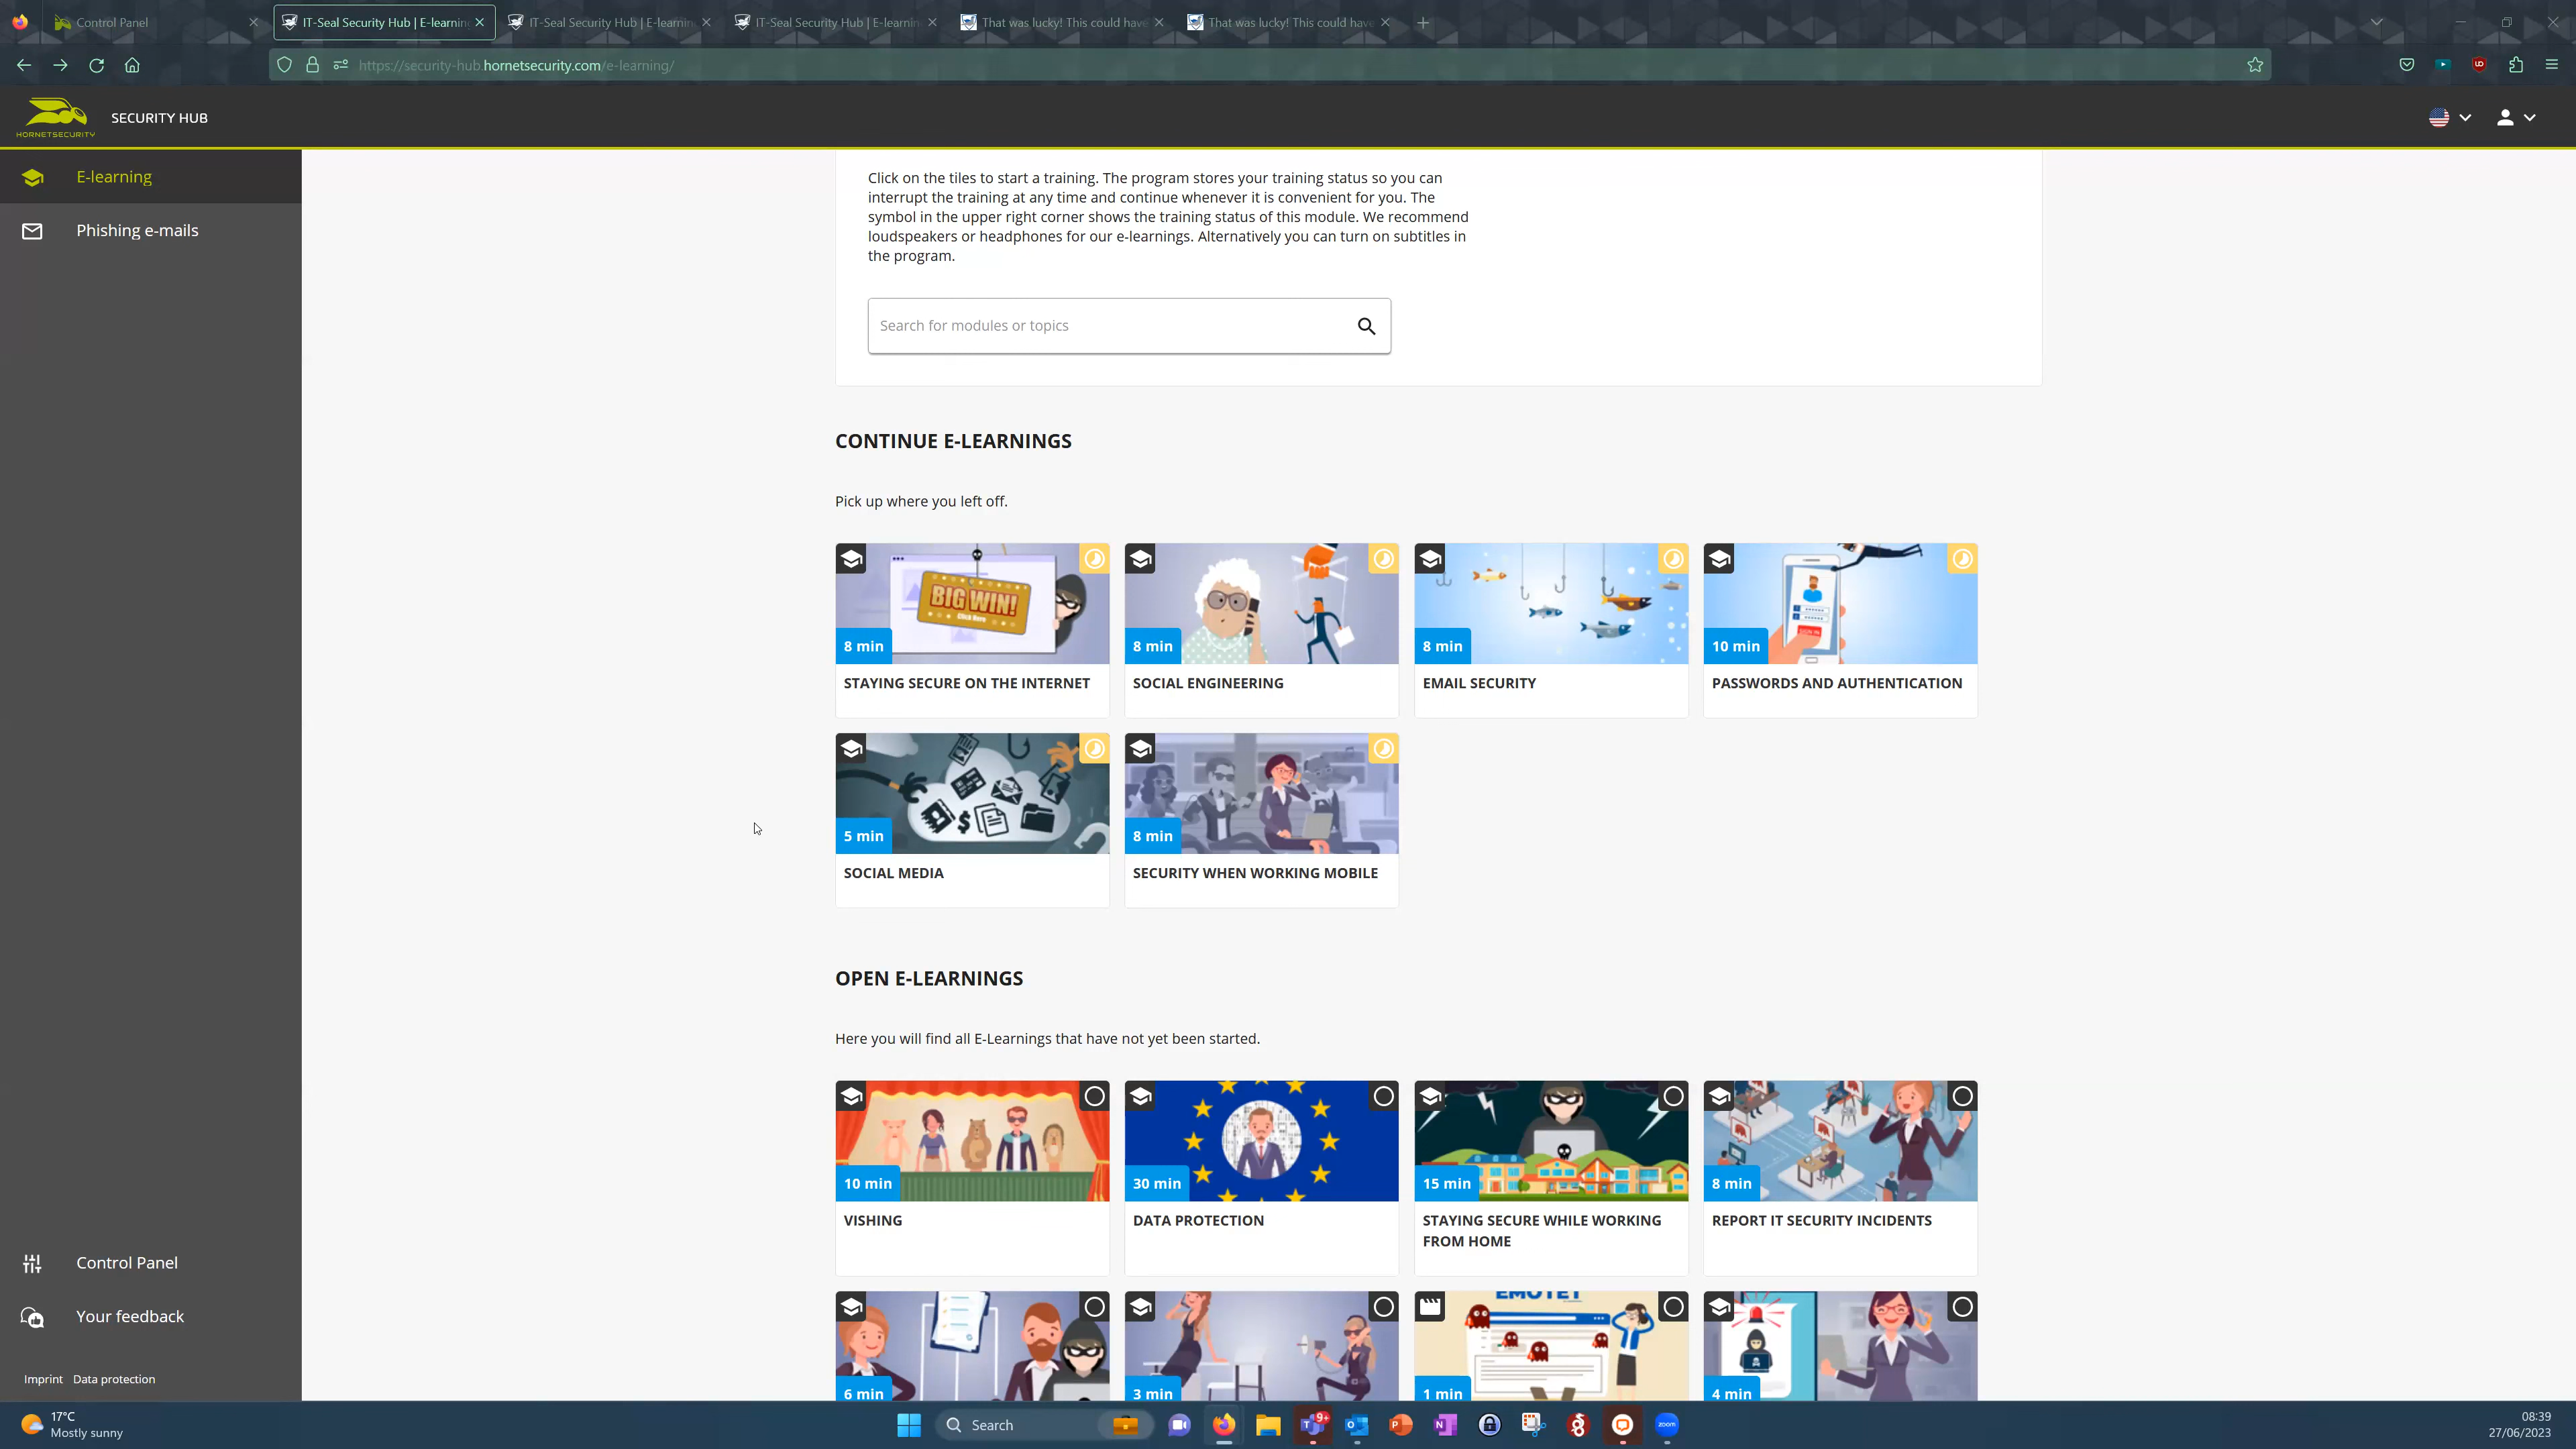 Control Panel
IT-Seal Security Hub | E-learning
IT-Seal Security Hub | E-learning
IT-Seal Security Hub | E-learnin
That was lucky! This could have
That was lucky! This could have
https://security-hub.hornetsecurity.com/e-learning/
HORNETSECURITY
SECURITY HUB
E-learning
Phishing e-mails
Click on the tiles to start a training. The program stores your training status so you can
interrupt the training at any time and continue whenever it is convenient for you. The
symbol in the upper right corner shows the training status of this module. We recommend
loudspeakers or headphones for our e-learnings. Alternatively you can turn on subtitles in
the program.
Search for modules or topics
CONTINUE E-LEARNINGS
Pick up where you left off.
BIG WIN!
Click Here
8 min
STAYING SECURE ON THE INTERNET
8 min
SOCIAL ENGINEERING
8 min
EMAIL SECURITY
SIGN IN
10 min
PASSWORDS AND AUTHENTICATION
5 min
SOCIAL MEDIA
8 min
SECURITY WHEN WORKING MOBILE
OPEN E-LEARNINGS
Here you will find all E-Learnings that have not yet been started.
10 min
VISHING
30 min
DATA PROTECTION
15 min
STAYING SECURE WHILE WORKING
FROM HOME
8 min
REPORT IT SECURITY INCIDENTS
6 min
3 min
EMOTET
1 min
4 min
Control Panel
Your feedback
Imprint
Data protection
17°C
Mostly sunny
Search
9+
zoom
08:39
27/06/2023